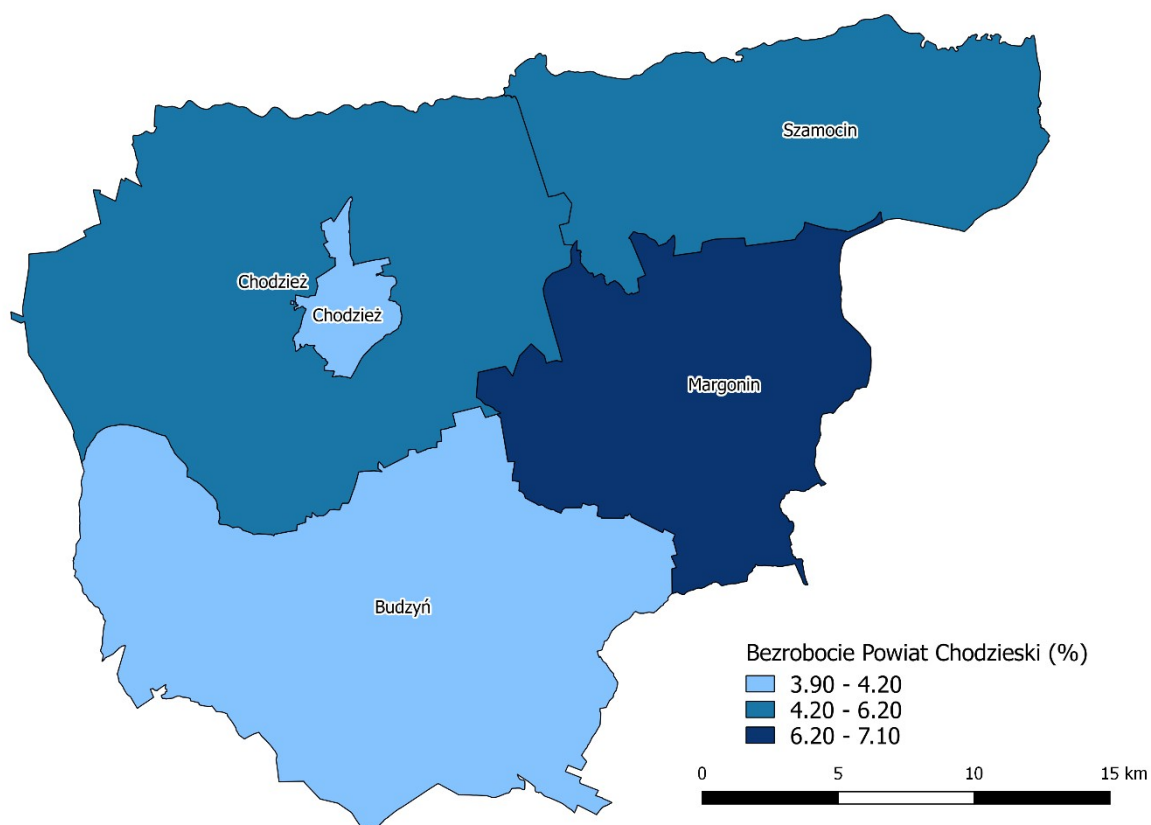 Szamocin
Chodzież
Chodzież
Margonin
Budzyń
Bezrobocie Powiat Chodzieski (%)
3.90 - 4.20
4.20 - 6.20
6.20 - 7.10
0 5 10 15 km